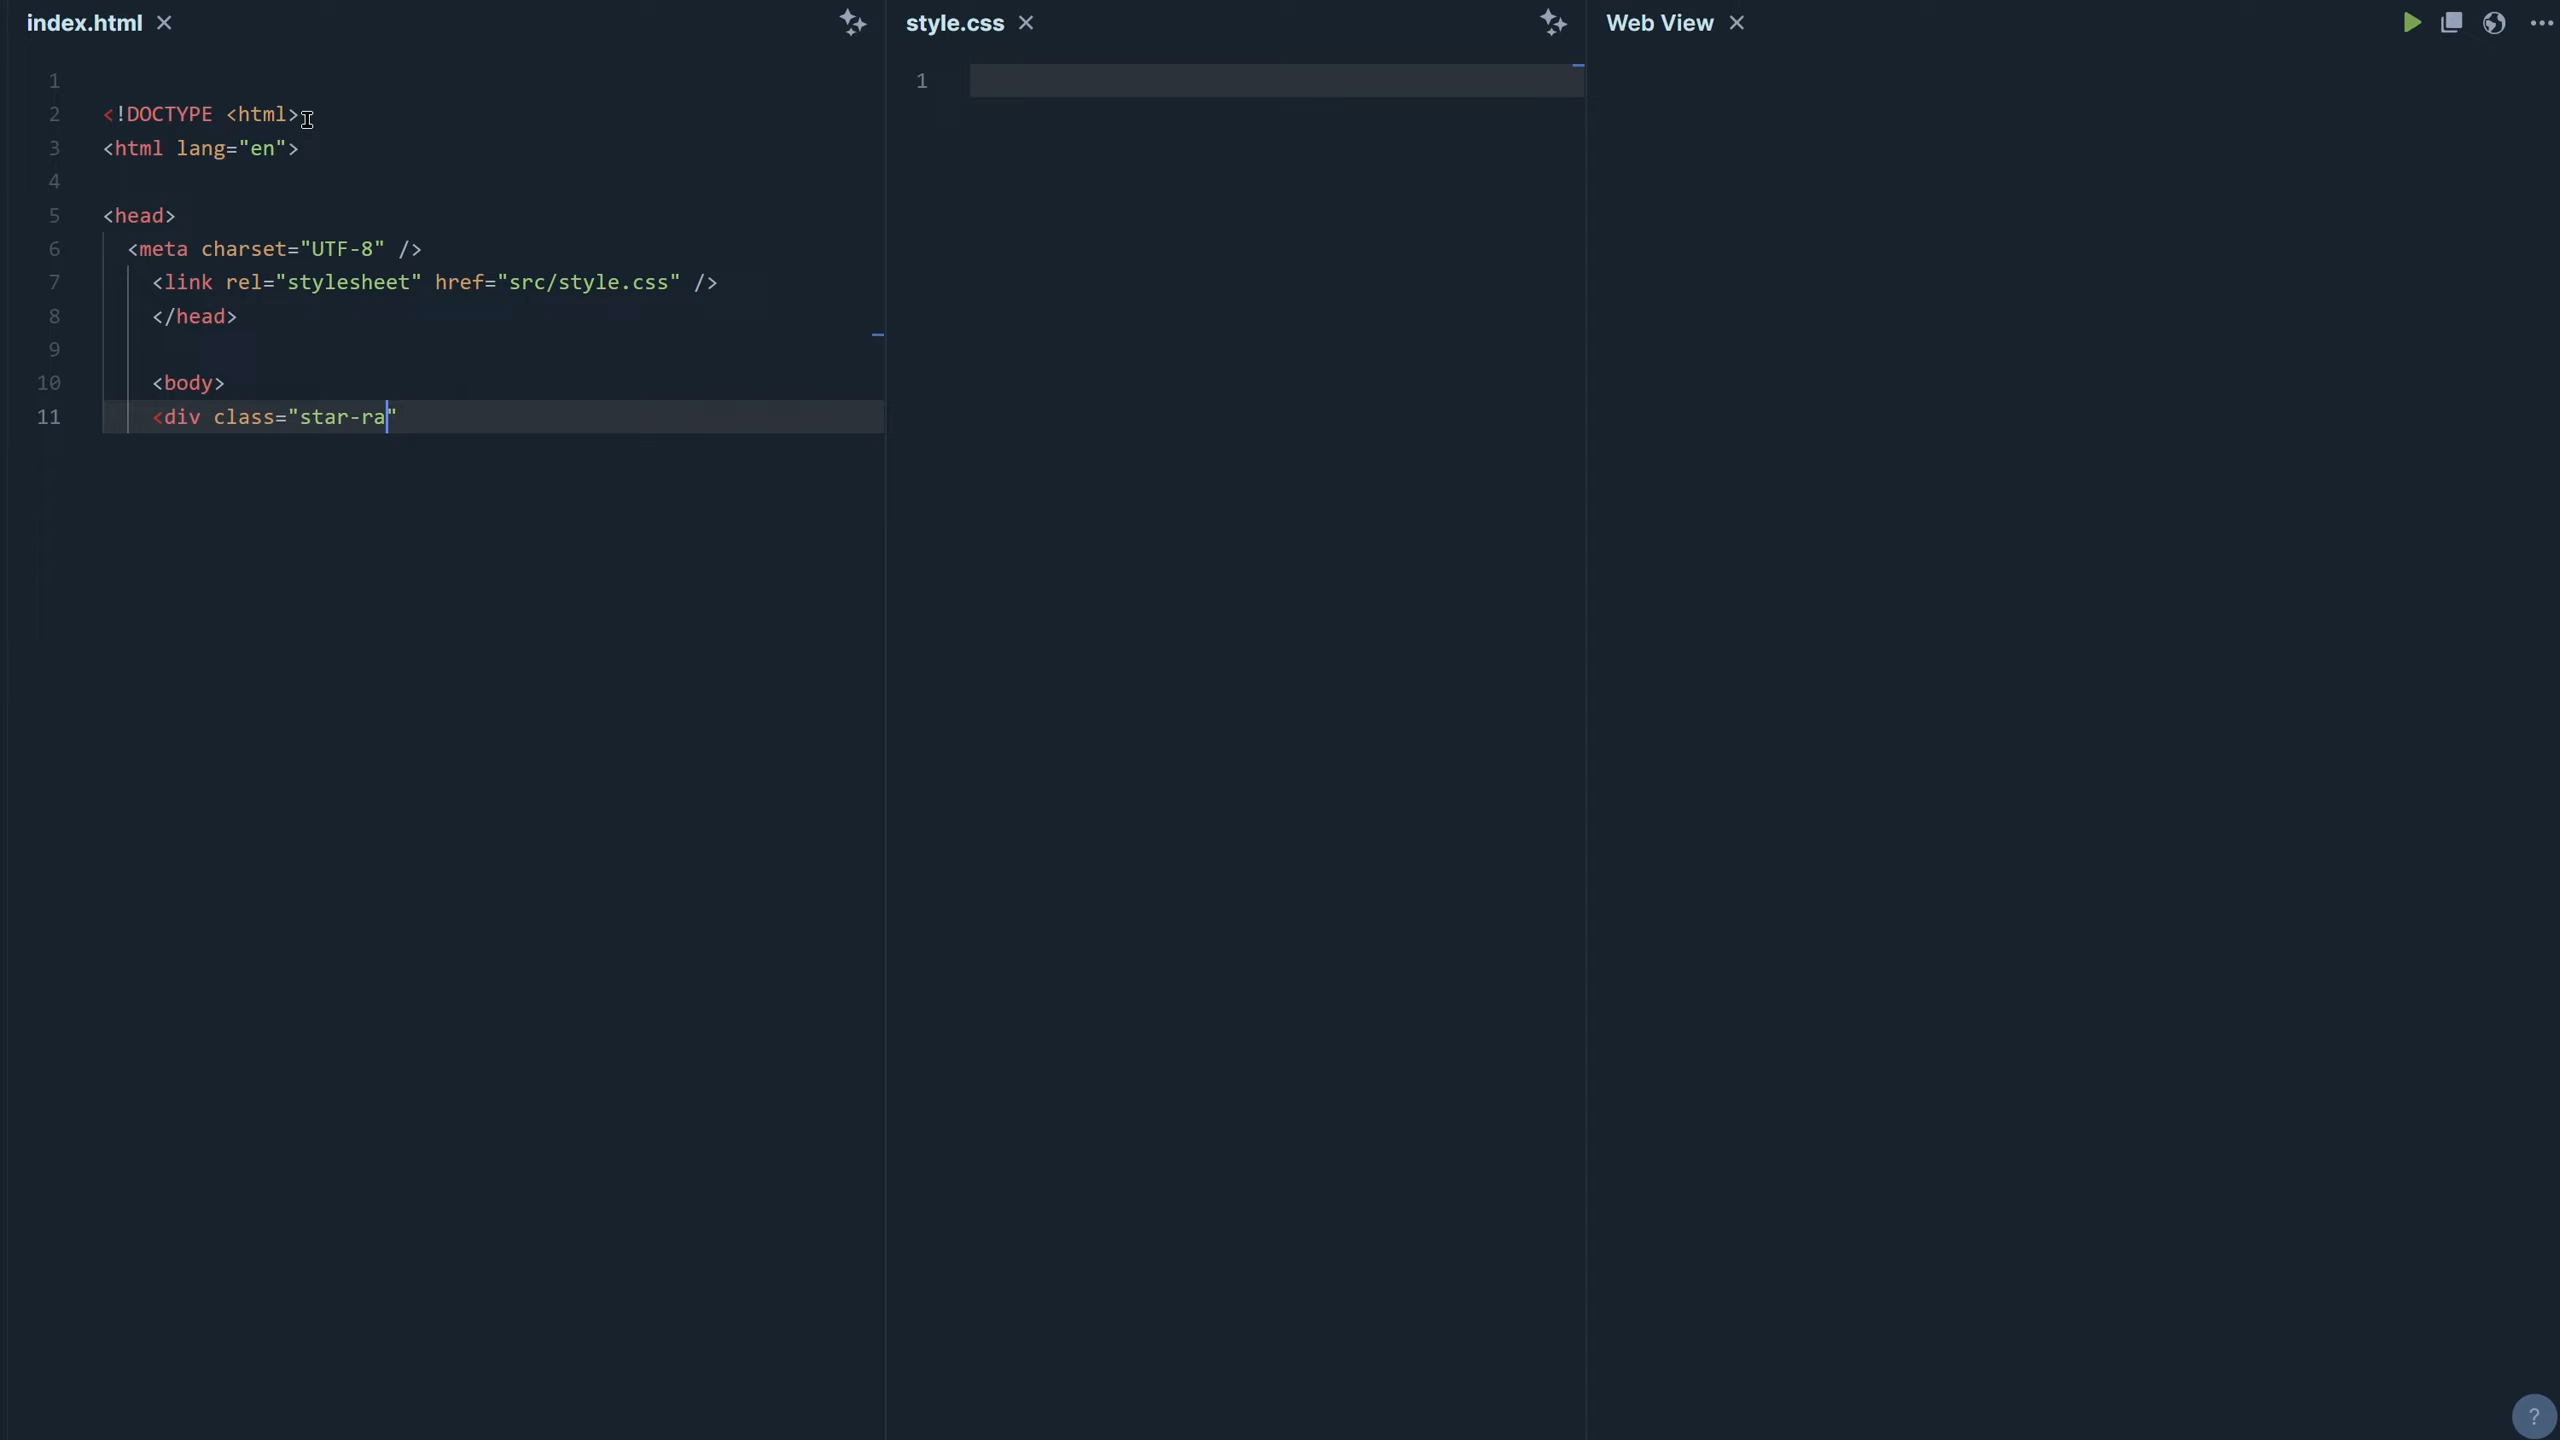 index.html
1
2 <!DOCTYPE <html>
3 <html lang="en">
4
5 <head>
6 <meta charset="UTF-8" />
7 <link rel="stylesheet" href="src/style.css" />
8 </head>
9
10 <body>
11 <div class="star-ra"
style.css
1
Web View
?